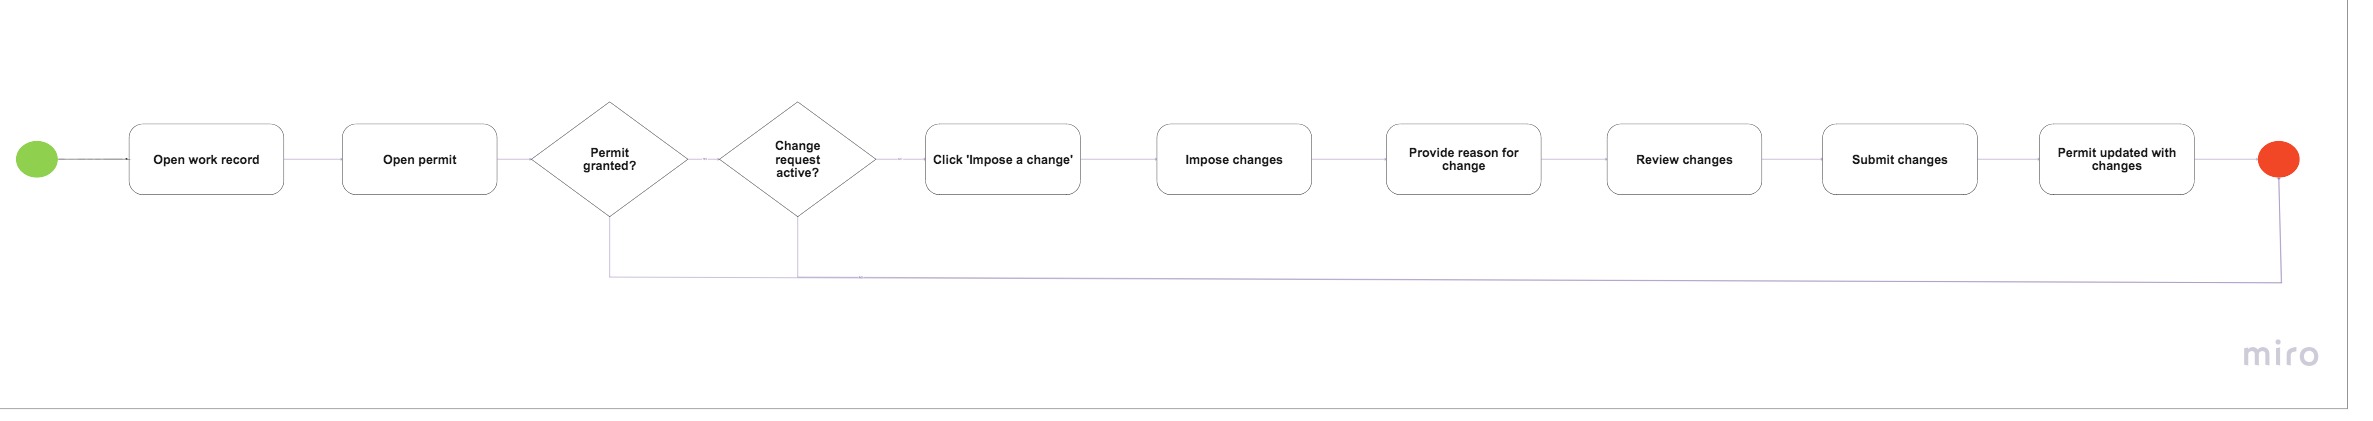 Open work record
Open permit
Permit
granted?
Change
request
active?
Click 'Impose a change'
Impose changes
Provide reason for
change
Review changes
Submit changes
Permit updated with
changes
miro